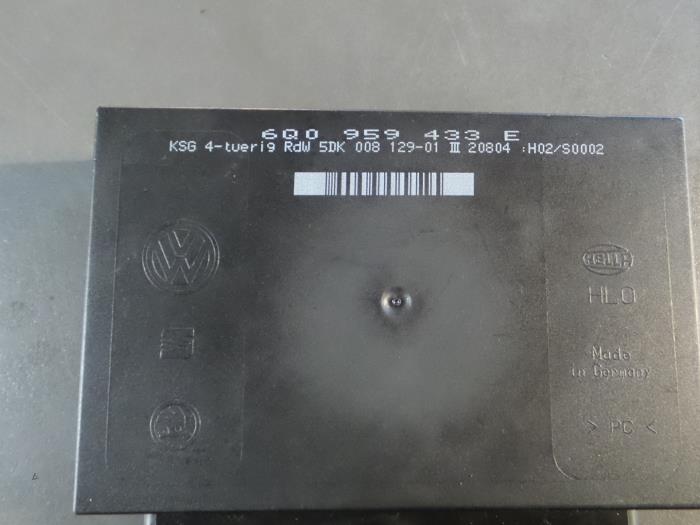 6Q0 959 433 E
KSG 4-tuerig RdW 5DK 008 129-01 III 20804 :H02/S0002
VW
HELLA
HLO
Made
in Germany
> PC <